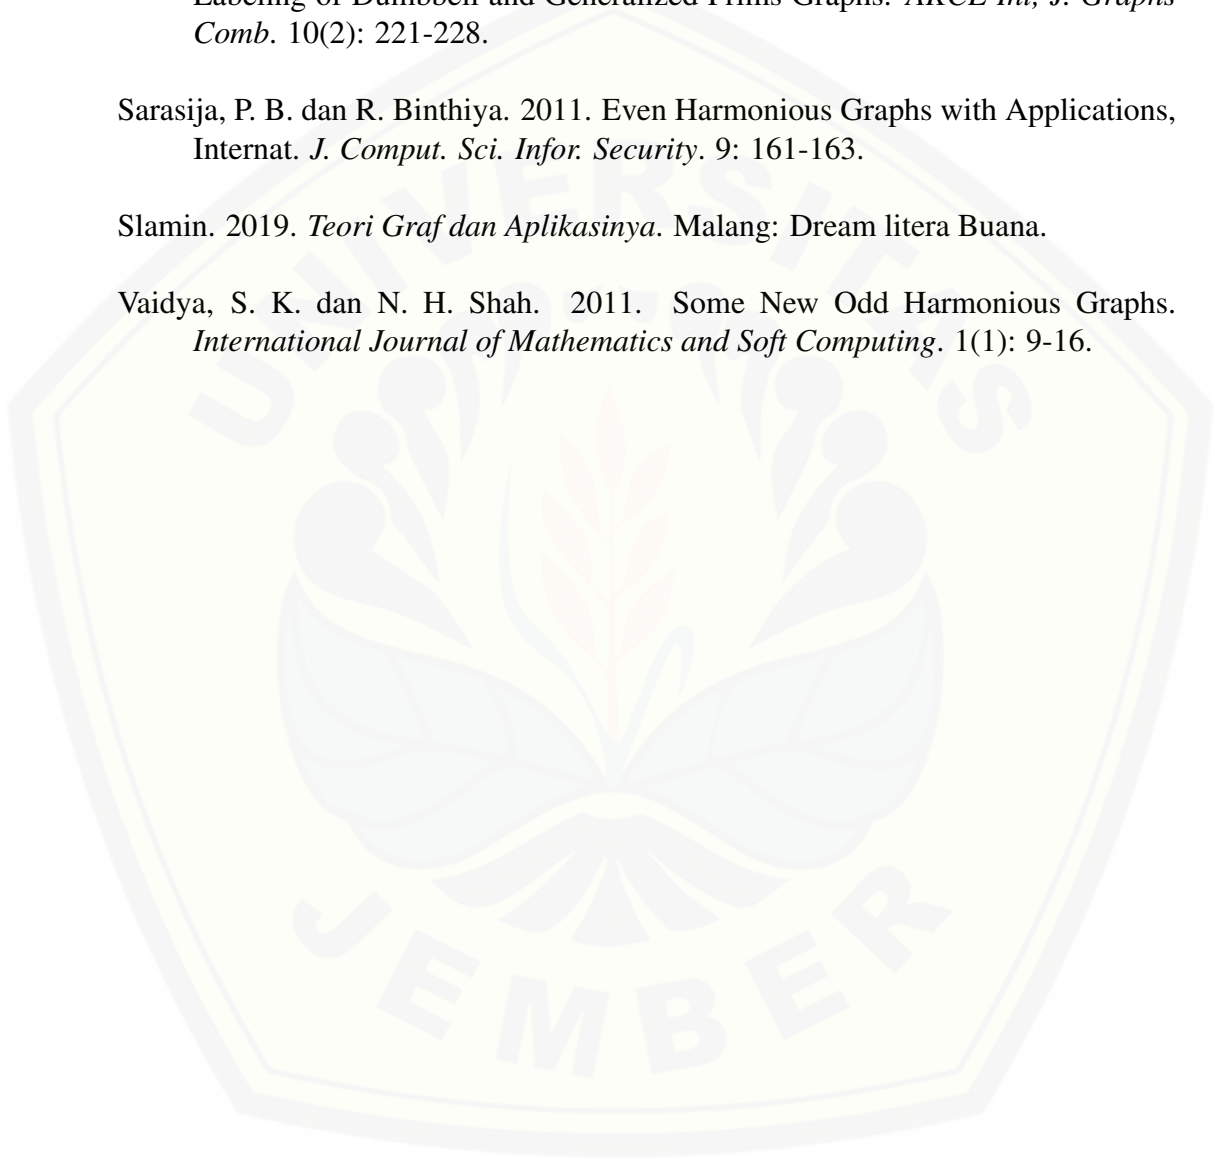 Labeling of Dumbbell and Generalized Prims Graphs. AKCE Int, J. Graphs
Comb. 10(2): 221-228.
Sarasija, P. B. dan R. Binthiya. 2011. Even Harmonious Graphs with Applications,
Internat. J. Comput. Sci. Infor. Security. 9: 161-163.
Slamin. 2019. Teori Graf dan Aplikasinya. Malang: Dream litera Buana.
Vaidya, S. K. dan N. H. Shah. 2011. Some New Odd Harmonious Graphs.
International Journal of Mathematics and Soft Computing. 1(1): 9-16.
UNIVERSITAS
JEMBER